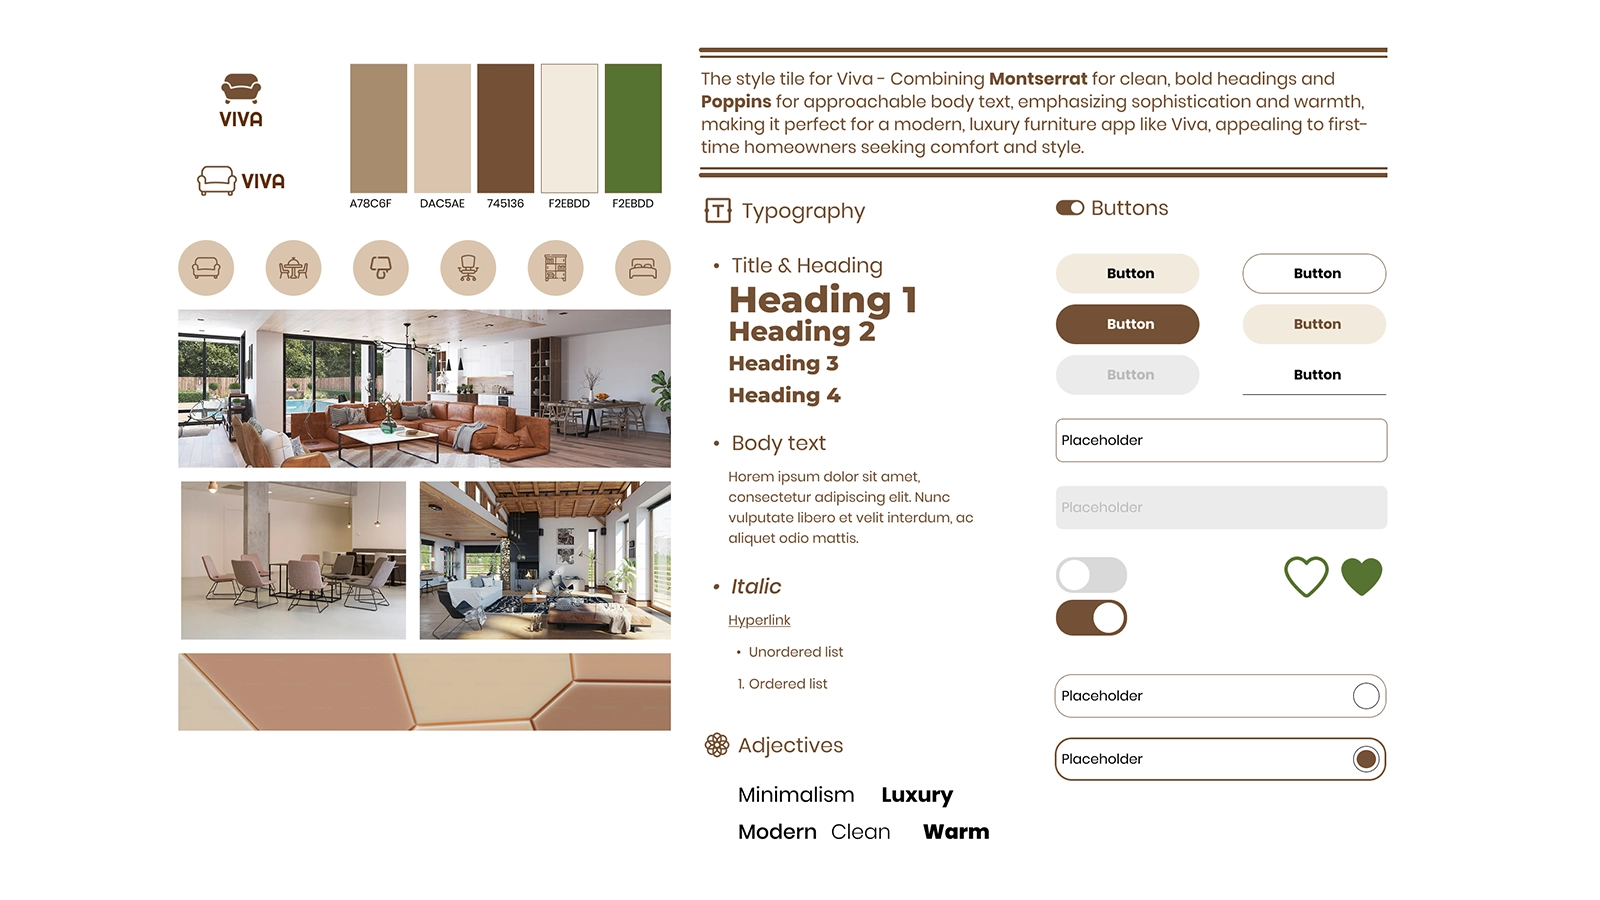 VIVA
VIVA
A78C6F
DAC5AE
745136
F2EBDD
F2EBDD
The style tile for Viva - Combining Montserrat for clean, bold headings and
Poppins for approachable body text, emphasizing sophistication and warmth,
making it perfect for a modern, luxury furniture app like Viva, appealing to first-
time homeowners seeking comfort and style.
T Typography
• Title & Heading
Heading 1
Heading 2
Heading 3
Heading 4
• Body text
Horem ipsum dolor sit amet,
consectetur adipiscing elit. Nunc
vulputate libero et velit interdum, ac
aliquet odio mattis.
• Italic
Hyperlink
• Unordered list
1. Ordered list
Adjectives
Minimalism Luxury
Modern Clean Warm
Buttons
Button
Button
Button
Button
Button
Button
Placeholder
Placeholder
Placeholder
Placeholder